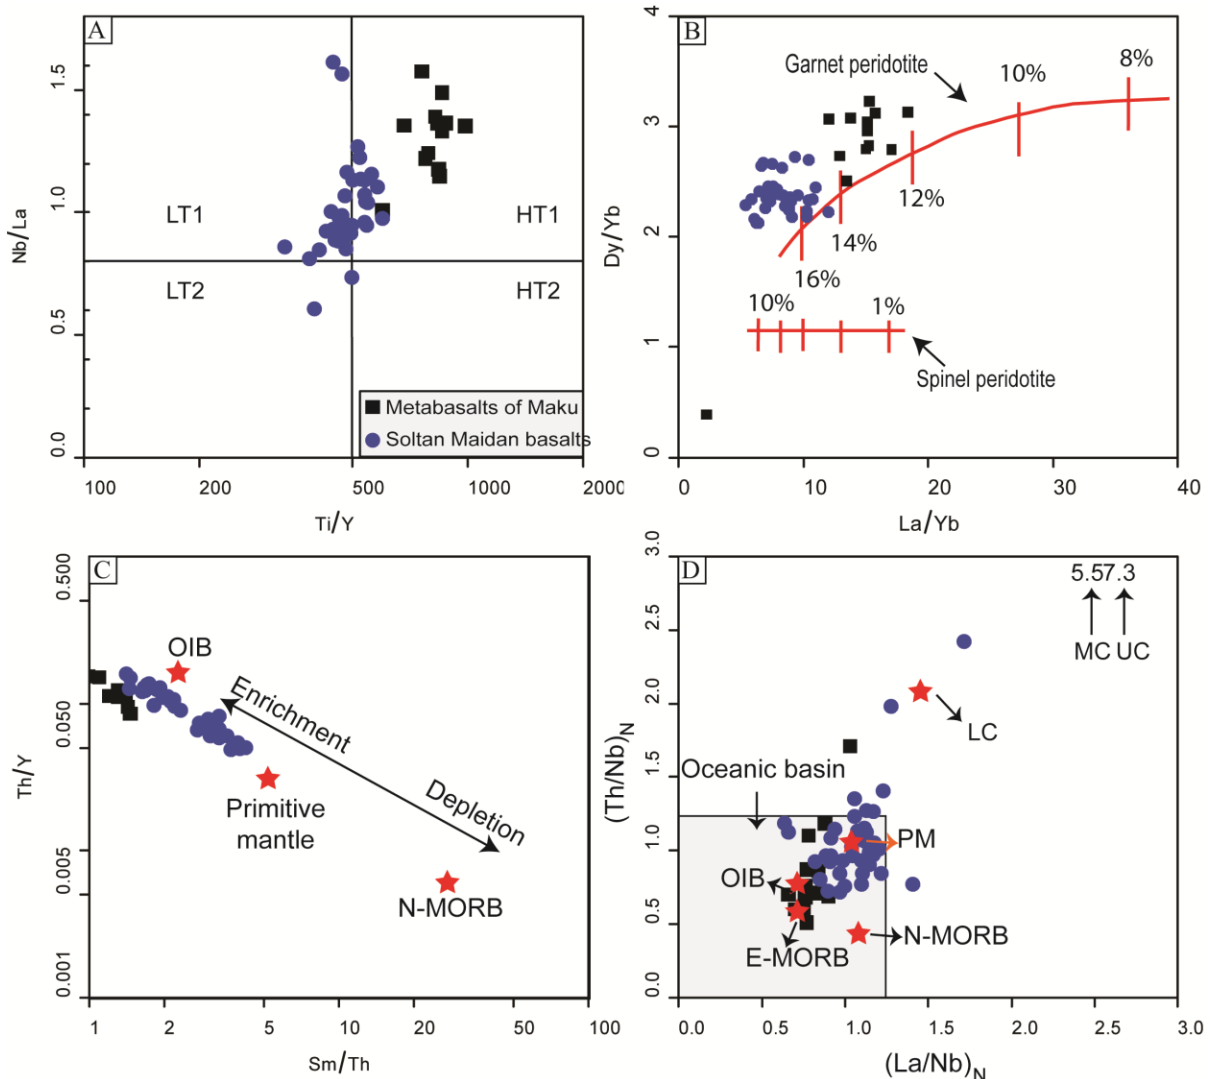 A
1.5
1.0
0.5
0.0
Nb/La
LT1
HT1
LT2
HT2
Metabasalts of Maku
Soltan Maidan basalts
100
200
500
1000
2000
Ti/Y
B
4
3
2
1
0
Dy/Yb
Garnet peridotite
8%
10%
12%
14%
16%
10%
1%
Spinel peridotite
0
10
20
30
40
La/Yb
C
0.500
0.050
0.005
0.001
Th/Y
OIB
Enrichment
Depletion
Primitive
mantle
N-MORB
1
2
5
10
20
50
100
Sm/Th
D
3.0
2.5
2.0
1.5
1.0
0.5
0.0
(Th/Nb)N
5.57.3
MC UC
LC
Oceanic basin
PM
OIB
N-MORB
E-MORB
0.0
0.5
1.0
1.5
2.0
2.5
3.0
(La/Nb)N